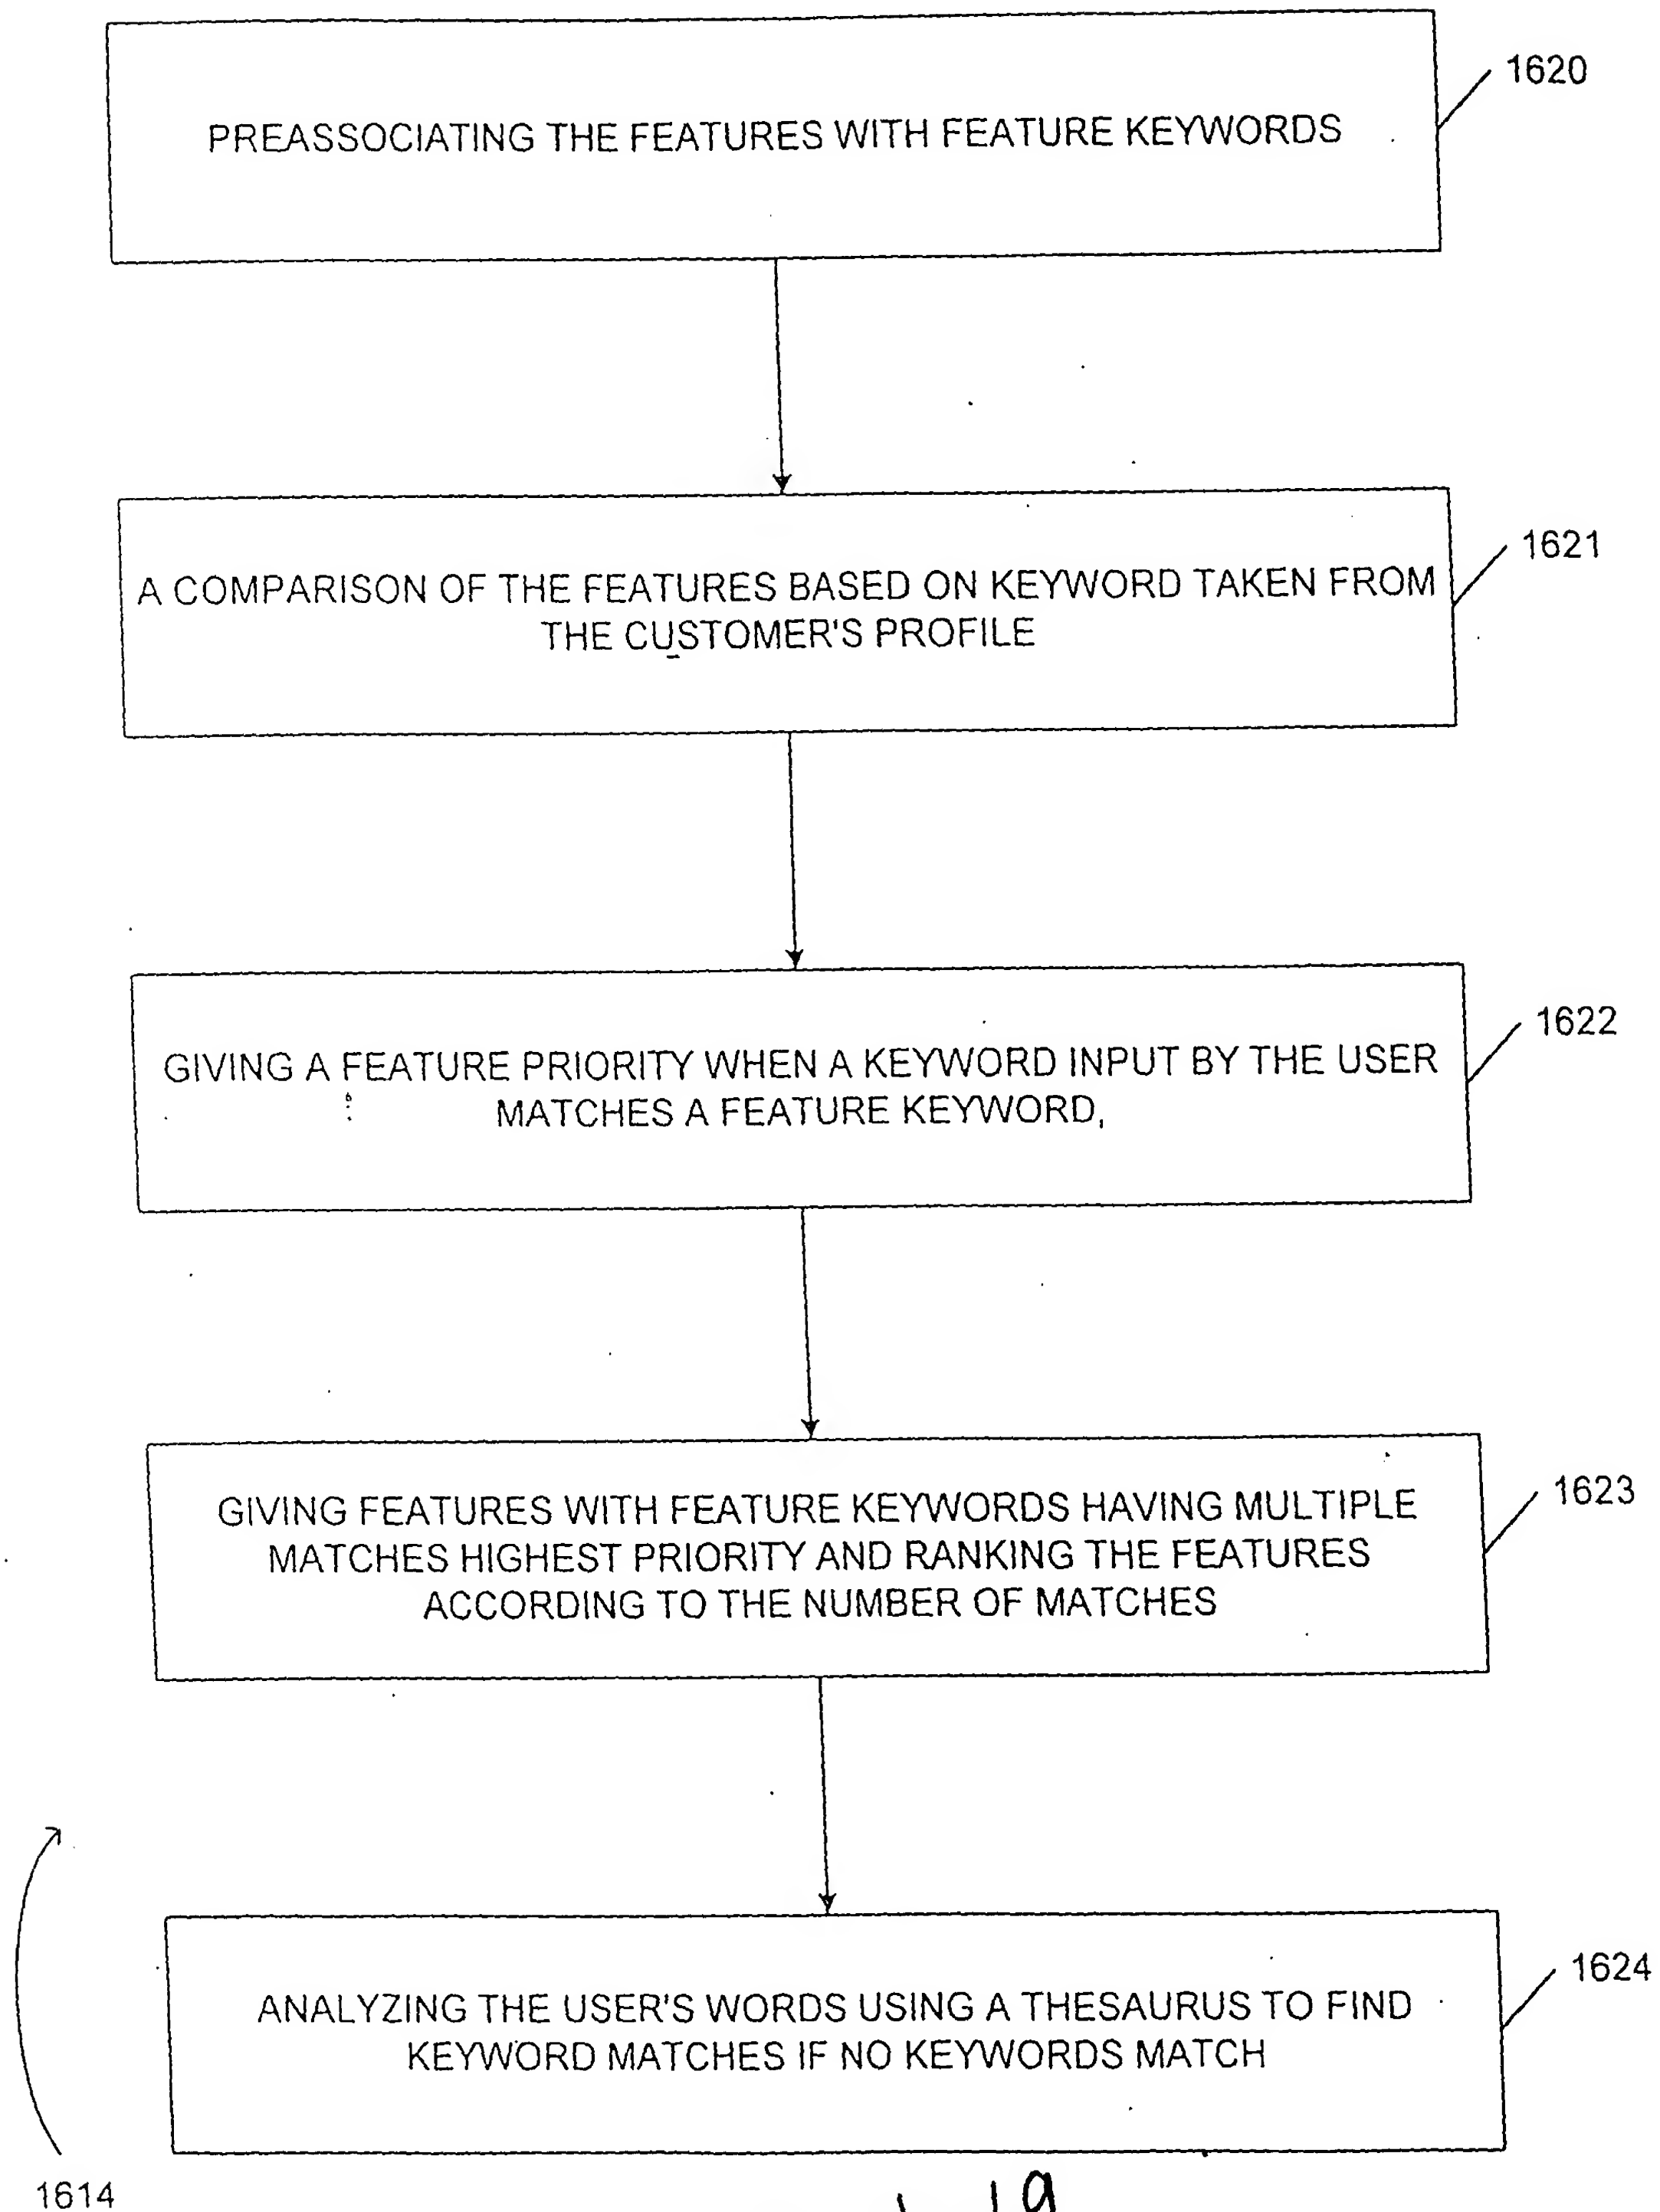 1620
PREASSOCIATING THE FEATURES WITH FEATURE KEYWORDS
1621
A COMPARISON OF THE FEATURES BASED ON KEYWORD TAKEN FROM
THE CUSTOMER'S PROFILE
1622
GIVING A FEATURE PRIORITY WHEN A KEYWORD INPUT BY THE USER
MATCHES A FEATURE KEYWORD,
1623
GIVING FEATURES WITH FEATURE KEYWORDS HAVING MULTIPLE
MATCHES HIGHEST PRIORITY AND RANKING THE FEATURES
ACCORDING TO THE NUMBER OF MATCHES
1624
ANALYZING THE USER'S WORDS USING A THESAURUS TO FIND
KEYWORD MATCHES IF NO KEYWORDS MATCH
1614